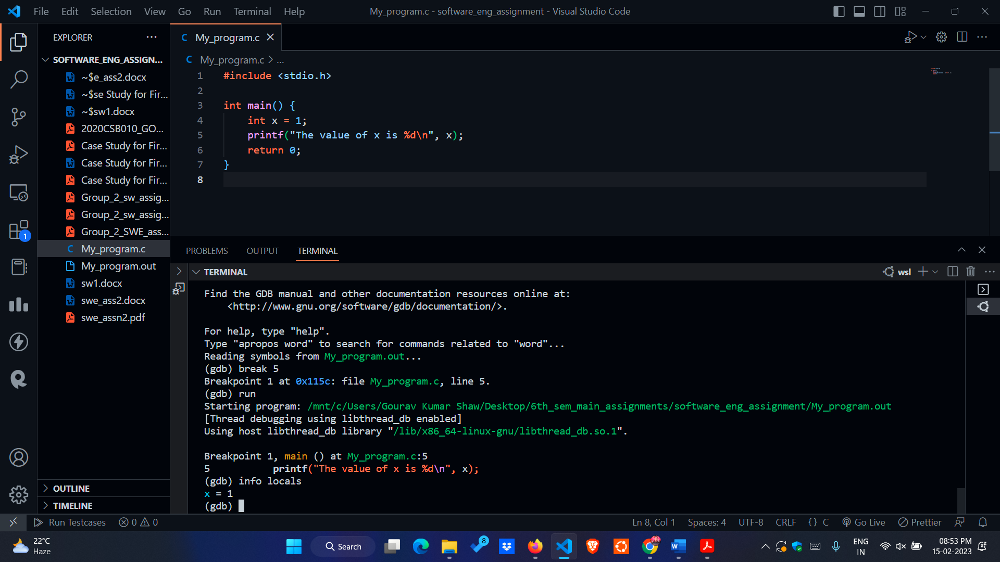 File Edit Selection View Go Run Terminal Help
My_program.c - software_eng_assignment - Visual Studio Code
EXPLORER
SOFTWARE_ENG_ASSIGN...
~$e_ass2.docx
~$se Study for Fir...
~$sw1.docx
2020CSB010_GO...
Case Study for Fir...
Case Study for Fir...
Case Study for Fir...
Group_2_sw_assig...
Group_2_sw_assig...
Group_2_SWE_ass...
My_program.c
My_program.out
sw1.docx
swe_ass2.docx
swe_assn2.pdf
OUTLINE
TIMELINE
1
C My_program.c
C My_program.c > ...
1 #include <stdio.h>
2
3 int main() {
4 int x = 1;
5 printf("The value of x is %d\n", x);
6 return 0;
7 }
8
PROBLEMS OUTPUT TERMINAL
TERMINAL
wsl
Find the GDB manual and other documentation resources online at:
<http://www.gnu.org/software/gdb/documentation/>.
For help, type "help".
Type "apropos word" to search for commands related to "word"...
Reading symbols from My_program.out...
(gdb) break 5
Breakpoint 1 at 0x115c: file My_program.c, line 5.
(gdb) run
Starting program: /mnt/c/Users/Gourav Kumar Shaw/Desktop/6th_sem_main_assignments/software_eng_assignment/My_program.out
[Thread debugging using libthread_db enabled]
Using host libthread_db library "/lib/x86_64-linux-gnu/libthread_db.so.1".
Breakpoint 1, main () at My_program.c:5
5 printf("The value of x is %d\n", x);
(gdb) info locals
x = 1
(gdb)
Run Testcases 0 0
Ln 8, Col 1 Spaces: 4 UTF-8 CRLF {} C Go Live Prettier
22°C
Haze
Search
8
ENG
IN
08:53 PM
15-02-2023